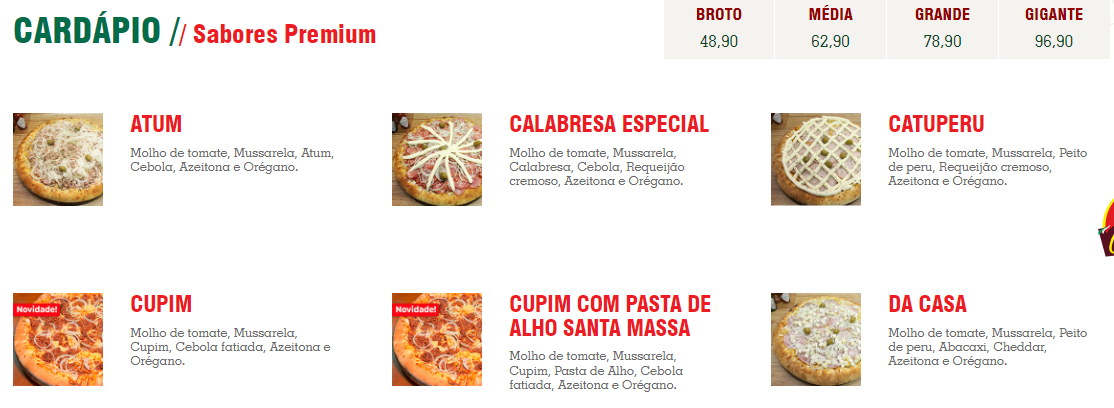 CARDÁPIO // Sabores Premium
BROTO MÉDIA GRANDE GIGANTE
48,90 62,90 78,90 96,90
ATUM
Molho de tomate, Mussarela, Atum,
Cebola, Azeitona e Orégano.
CALABRESA ESPECIAL
Molho de tomate, Mussarela,
Calabresa, Cebola, Requeijão
cremoso, Azeitona e Orégano.
CATUPERU
Molho de tomate, Mussarela, Peito
de peru, Requeijão cremoso,
Azeitona e Orégano.
Novidade!
CUPIM
Molho de tomate, Mussarela,
Cupim, Cebola fatiada, Azeitona e
Orégano.
Novidade!
CUPIM COM PASTA DE
ALHO SANTA MASSA
Molho de tomate, Mussarela,
Cupim, Pasta de Alho, Cebola
fatiada, Azeitona e Orégano.
DA CASA
Molho de tomate, Mussarela, Peito
de peru, Abacaxi, Cheddar,
Azeitona e Orégano.